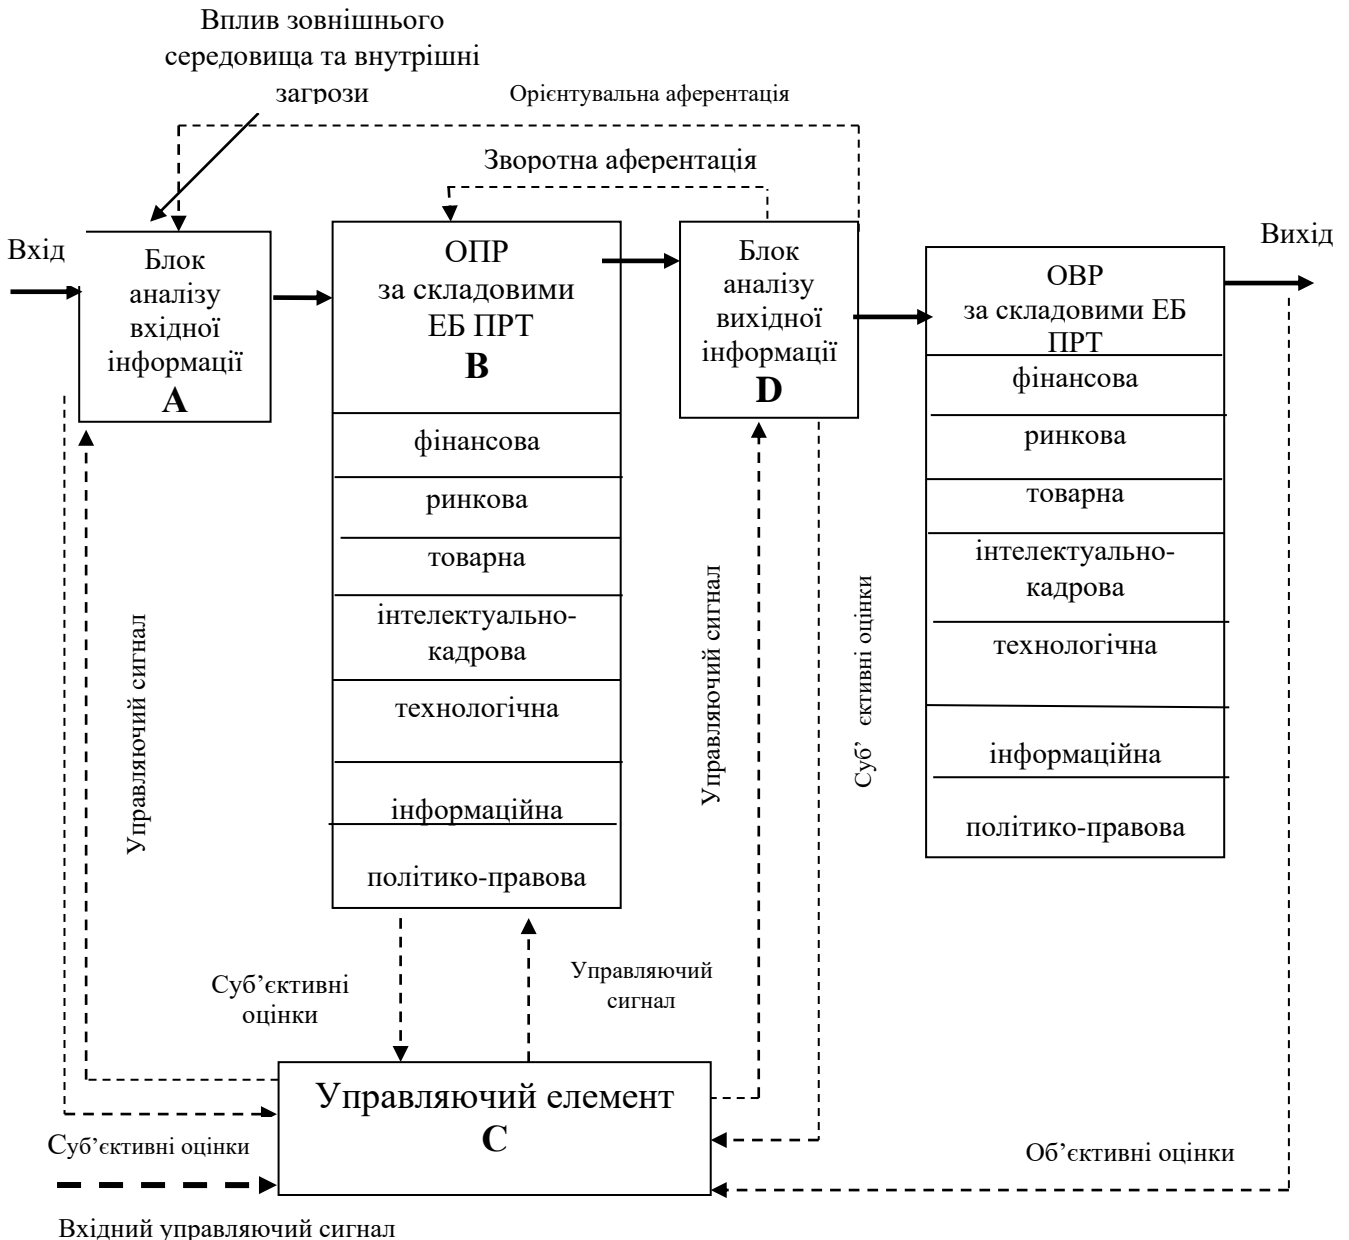 Вплив зовнішнього
середовища та внутрішні
загрози
Орієнтувальна аферентація
Зворотна аферентація
Вхід
Блок
аналізу
вхідної
інформації
A
ОПР
за складовими
ЕБ ПРТ
B
фінансова
ринкова
товарна
інтелектуально-
кадрова
технологічна
інформаційна
політико-правова
Блок
аналізу
вихідної
інформації
D
ОВР
за складовими ЕБ
ПРТ
фінансова
ринкова
товарна
інтелектуально-
кадрова
технологічна
інформаційна
політико-правова
Вихід
Управляючий сигнал
Управляючий сигнал
Суб’ єктивні оцінки
Суб’єктивні
оцінки
Управляючий
сигнал
Управляючий елемент
C
Суб’єктивні оцінки
Об’єктивні оцінки
Вхідний управляючий сигнал